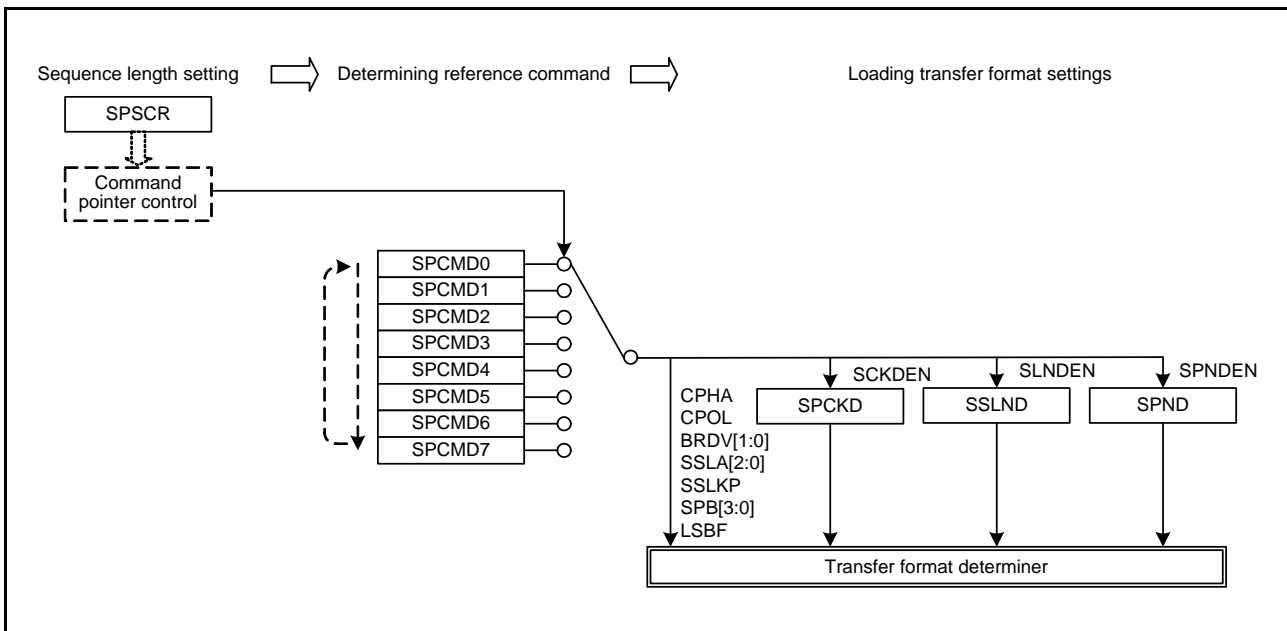 Sequence length setting
Determining reference command
Loading transfer format settings
SPSCR
Command
pointer control
SPCMD0
SPCMD1
SPCMD2
SPCMD3
SPCMD4
SPCMD5
SPCMD6
SPCMD7
CPHA
CPOL
BRDV[1:0]
SSLA[2:0]
SSLKP
SPB[3:0]
LSBF
SCKDEN
SPCKD
SLNDEN
SSLND
SPNDEN
SPND
Transfer format determiner